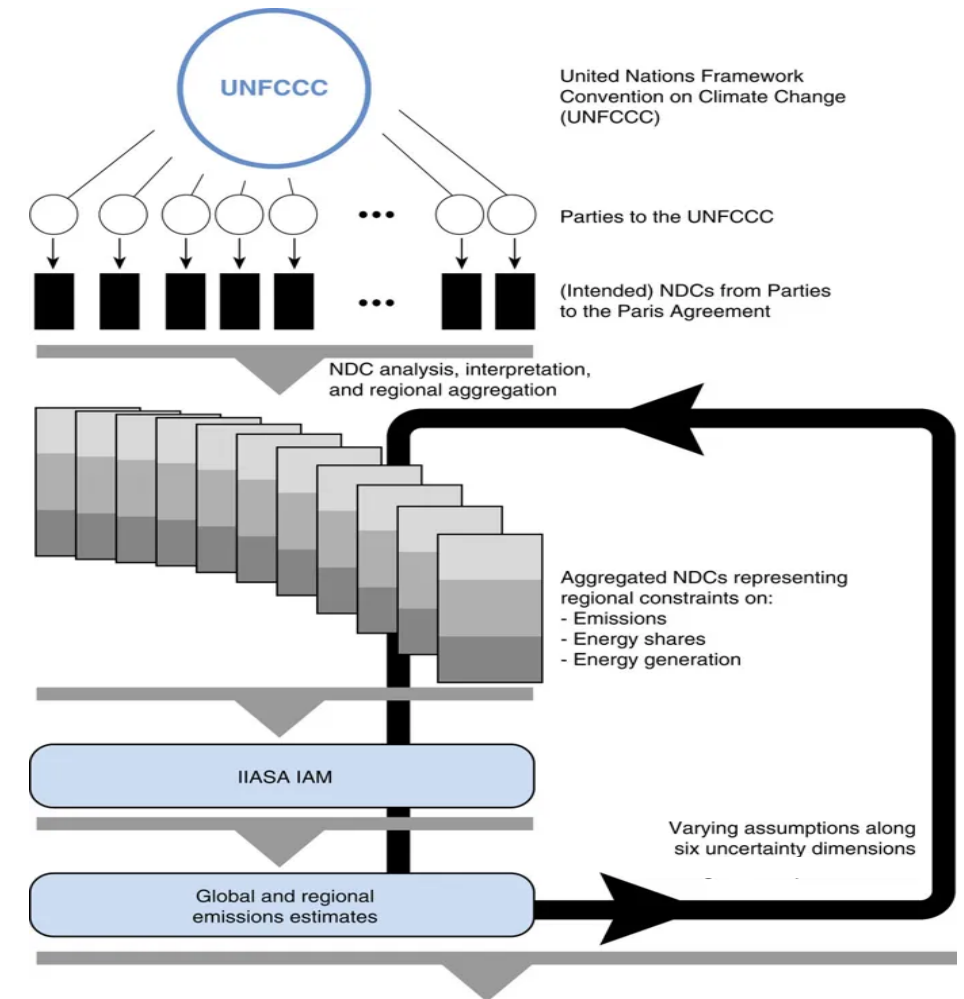 UNFCCC
United Nations Framework
Convention on Climate Change
(UNFCCC)
Parties to the UNFCCC
(Intended) NDCs from Parties
to the Paris Agreement
NDC analysis, interpretation,
and regional aggregation
Aggregated NDCs representing
regional constraints on:
- Emissions
- Energy shares
- Energy generation
IIASA IAM
Varying assumptions along
six uncertainty dimensions
Global and regional
emissions estimates